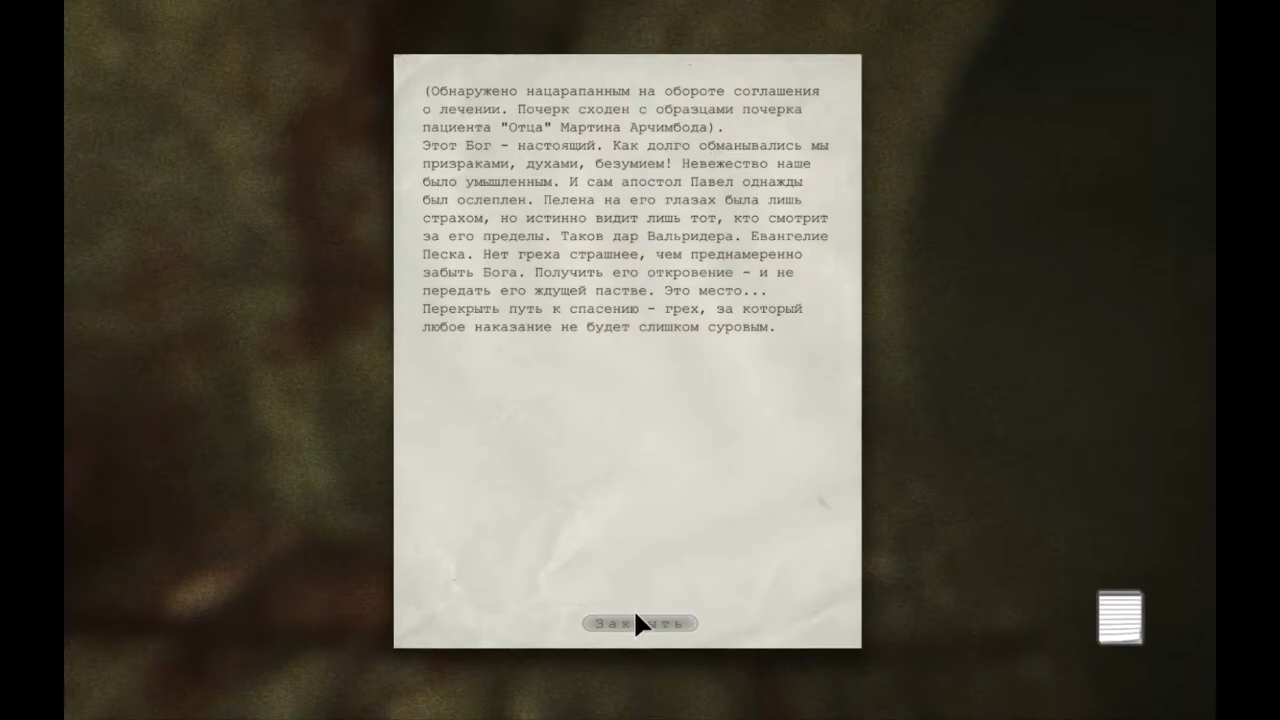 (Обнаружено нацарапанным на обороте соглашения
о лечении. Почерк сходен с образцами почерка
пациента "Отца" Мартина Арчимбода).
Этот Бог - настоящий. Как долго обманывались мы
призраками, духами, безумием! Невежество наше
было умышленным. И сам апостол Павел однажды
был ослеплен. Пелена на его глазах была лишь
страхом, но истинно видит лишь тот, кто смотрит
за его пределы. Таков дар Вальридера. Евангелие
Песка. Нет греха страшнее, чем преднамеренно
забыть Бога. Получить его откровение - и не
передать его ждущей пастве. Это место...
Перекрыть путь к спасению - грех, за который
любое наказание не будет слишком суровым.
Закрыть